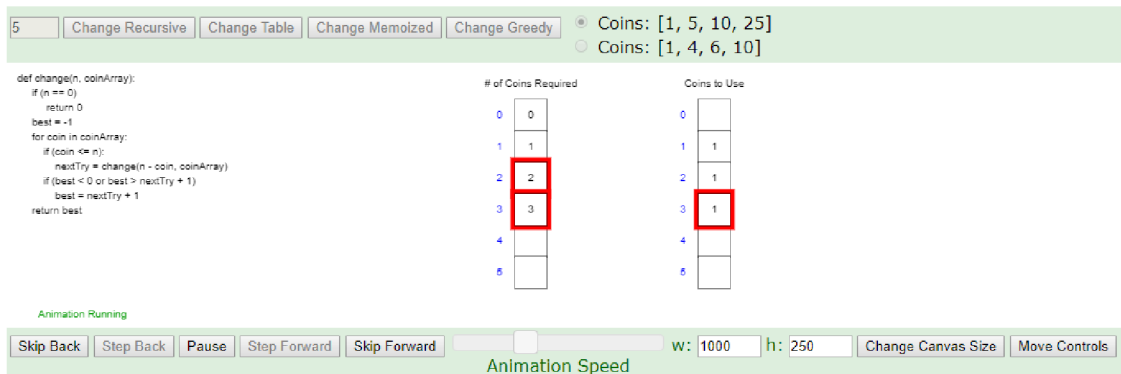 5 Change Recursive Change Table Change Memoized Change Greedy Coins: [1, 5, 10, 25]
Coins: [1, 4, 6, 10]
def change(n, coinArray):
if (n == 0)
return 0
best = -1
for coin in coinArray:
if (coin <= n):
nextTry = change(n - coin, coinArray)
if (best < 0 or best > nextTry + 1)
best = nextTry + 1
return best
# of Coins Required Coins to Use
0 0 0
1 1 1 1
2 2 2 1
3 3 3 1
4 4
5 5
Animation Running
Skip Back Step Back Pause Step Forward Skip Forward w: 1000 h: 250 Change Canvas Size Move Controls
Animation Speed